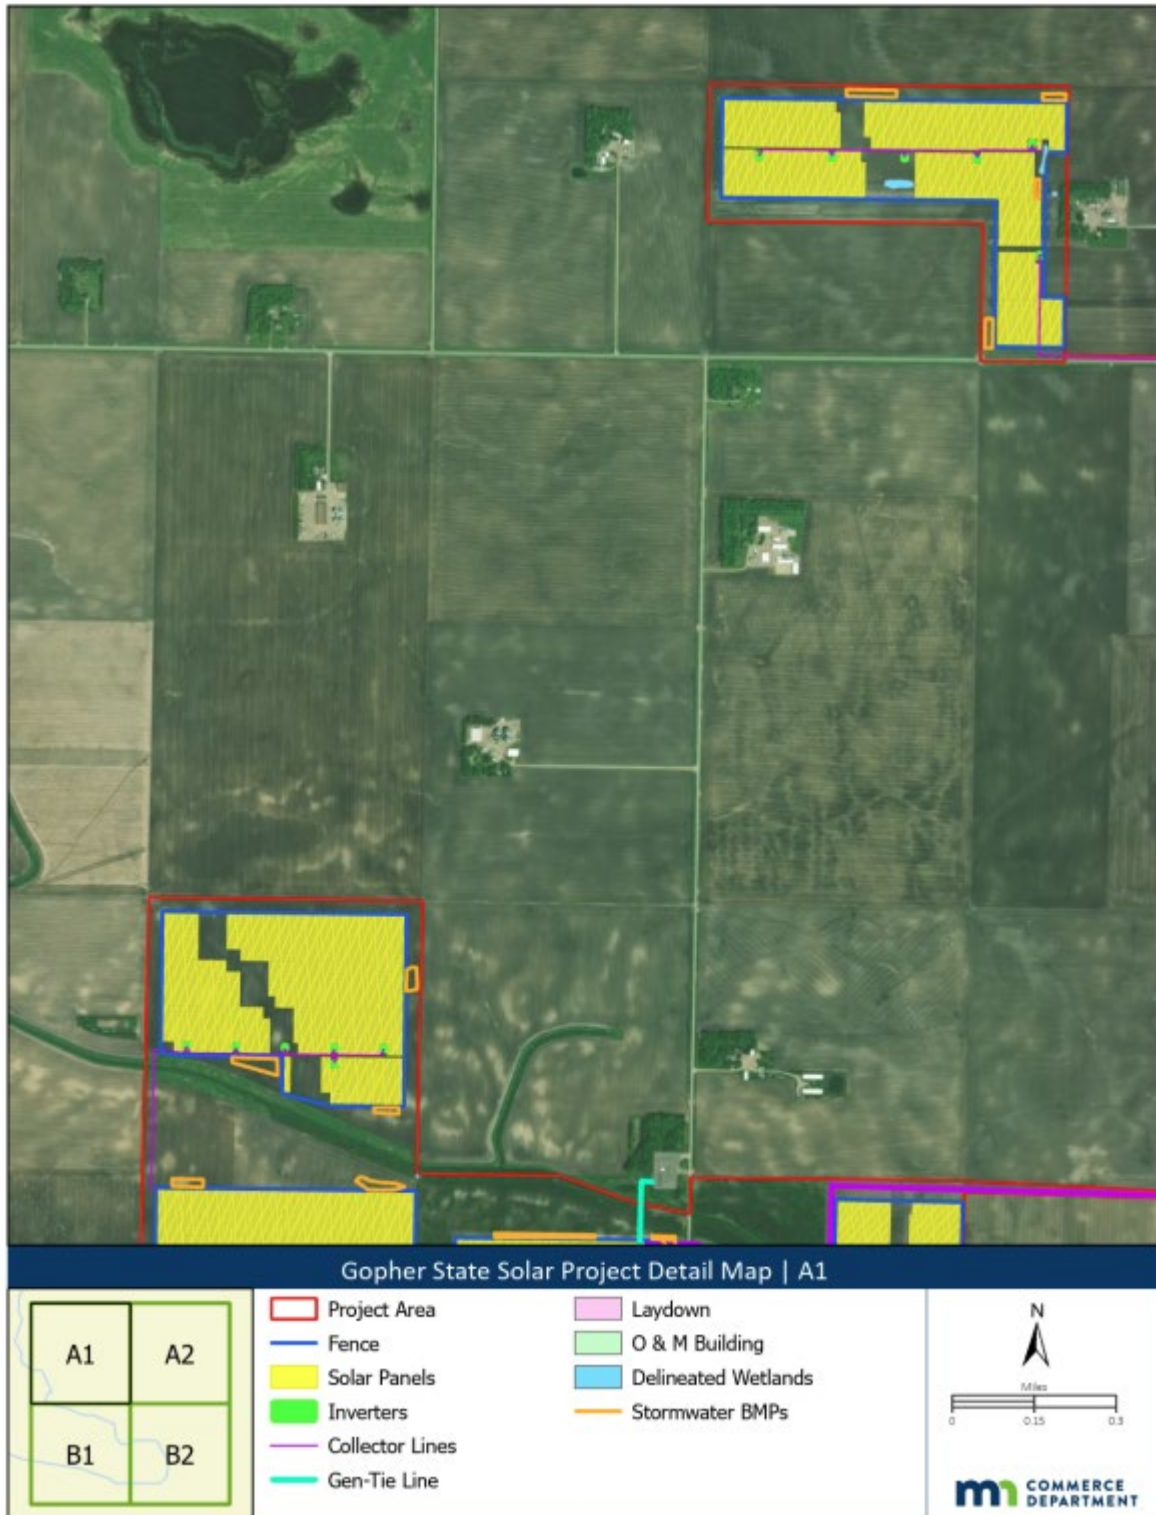 Gopher State Solar Project Detail Map | A1
A1
A2
B1
B2
Project Area
Fence
Solar Panels
Inverters
Collector Lines
Gen-Tie Line
Laydown
O & M Building
Delineated Wetlands
Stormwater BMPs
N
Miles
0 0.15 0.3
mn COMMERCE
DEPARTMENT